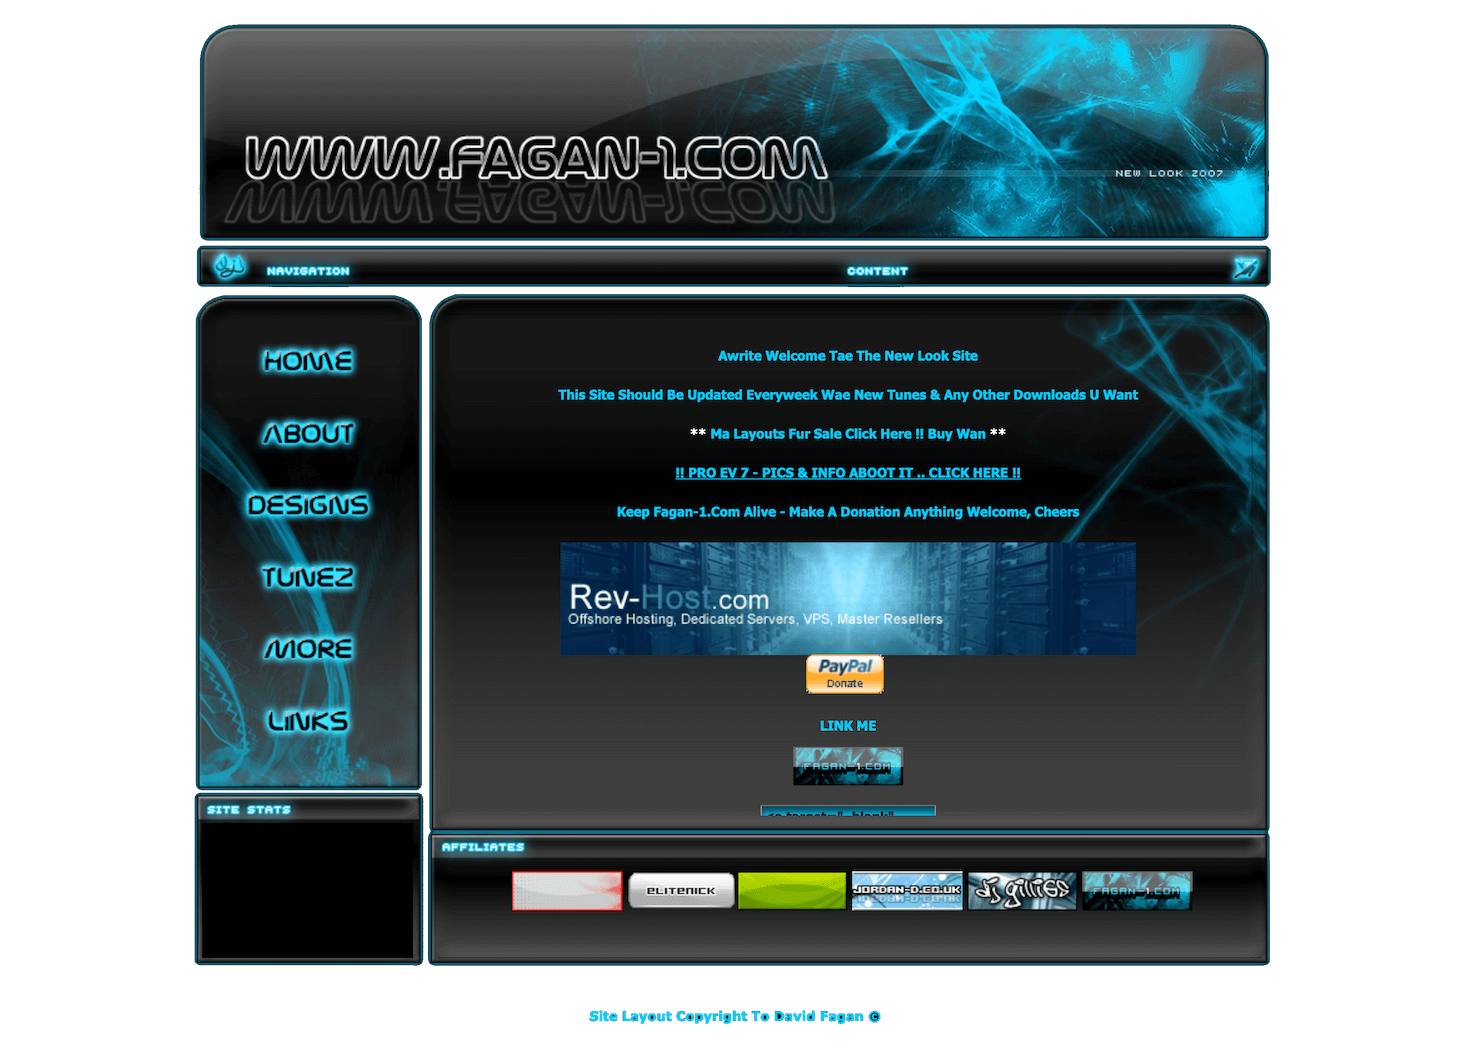 WWW.FAGAN-1.COM
NEW LOOK 2007
NAVIGATION
CONTENT
HOME
ABOUT
DESIGNS
TUNEZ
MORE
LINKS
SITE STATS
Awrite Welcome Tae The New Look Site
This Site Should Be Updated Everyweek Wae New Tunes & Any Other Downloads U Want
** Ma Layouts Fur Sale Click Here !! Buy Wan **
!! PRO EV 7 - PICS & INFO ABOOT IT .. CLICK HERE !!
Keep Fagan-1.Com Alive - Make A Donation Anything Welcome, Cheers
Rev-Host.com
Offshore Hosting, Dedicated Servers, VPS, Master Resellers
PayPal
Donate
LINK ME
FAGAN-1.COM
AFFILIATES
ELITENICK
JORDAN-D.CO.UK
dj gillies
FAGAN-1.COM
Site Layout Copyright To David Fagan ©